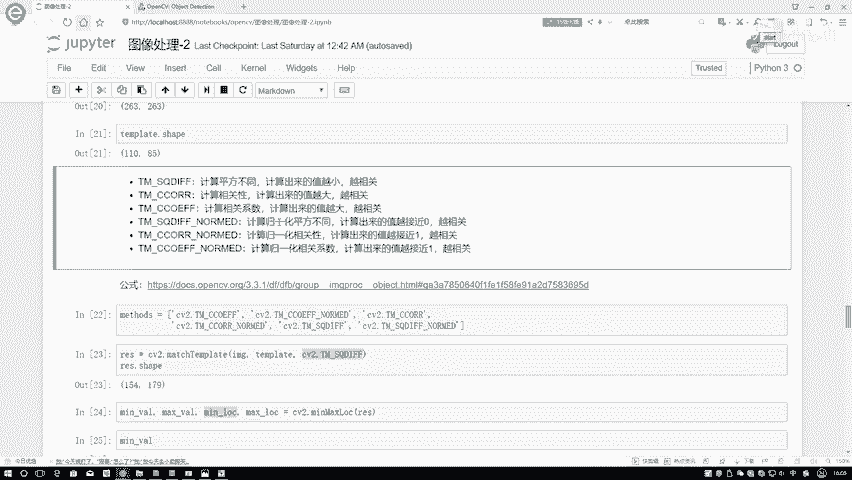 图像处理-2
OpenCV: Object Detection
http://localhost:8888/notebooks/opencv/图像处理/图像处理-2.ipynb
点此搜索
jupyter 图像处理-2 Last Checkpoint: Last Saturday at 12:42 AM (autosaved)
Logout
File Edit View Insert Cell Kernel Widgets Help
Trusted
Python 3
Markdown
Out[20]: (263, 263)
In [21]: template.shape
Out[21]: (110, 85)
TM_SQDIFF：计算平方不同，计算出来的值越小，越相关
TM_CCORR：计算相关性，计算出来的值越大，越相关
TM_CCOEFF：计算相关系数，计算出来的值越大，越相关
TM_SQDIFF_NORMED：计算归一化平方不同，计算出来的值越接近0，越相关
TM_CCORR_NORMED：计算归一化相关性，计算出来的值越接近1，越相关
TM_CCOEFF_NORMED：计算归一化相关系数，计算出来的值越接近1，越相关
公式：https://docs.opencv.org/3.3.1/df/dfb/group__imgproc__object.html#ga3a7850640f1fe1f58fe91a2d7583695d
In [22]: methods = ['cv2.TM_CCOEFF', 'cv2.TM_CCOEFF_NORMED', 'cv2.TM_CCORR',
'cv2.TM_CCORR_NORMED', 'cv2.TM_SQDIFF', 'cv2.TM_SQDIFF_NORMED']
In [23]: res = cv2.matchTemplate(img, template, cv2.TM_SQDIFF)
res.shape
Out[23]: (154, 179)
In [24]: min_val, max_val, min_loc, max_loc = cv2.minMaxLoc(res)
In [25]: min_val
150%
16:05